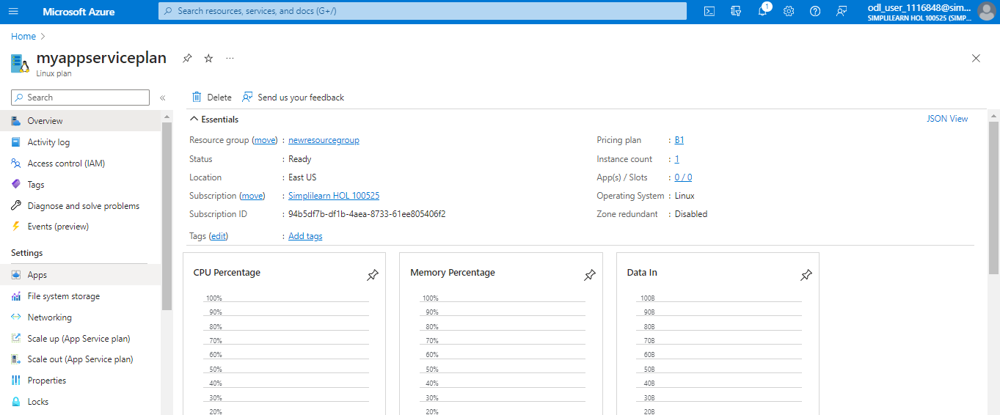 Microsoft Azure
Search resources, services, and docs (G+/)
1
odl_user_1116848@sim...
SIMPLILEARN HOL 100525 (SIMP...
Home >
myappserviceplan
...
Linux plan
Search
«
Delete
Send us your feedback
Overview
Activity log
Access control (IAM)
Tags
Diagnose and solve problems
Events (preview)
Settings
Apps
File system storage
Networking
Scale up (App Service plan)
Scale out (App Service plan)
Properties
Locks
Essentials
JSON View
Resource group (move) : newresourcegroup
Status : Ready
Location : East US
Subscription (move) : Simplilearn HOL 100525
Subscription ID : 94b5df7b-df1b-4aea-8733-61ee805406f2
Tags (edit) : Add tags
Pricing plan : B1
Instance count : 1
App(s) / Slots : 0 / 0
Operating System : Linux
Zone redundant : Disabled
CPU Percentage
100%
90%
80%
70%
60%
50%
40%
30%
20%
Memory Percentage
100%
90%
80%
70%
60%
50%
40%
30%
20%
Data In
100B
90B
80B
70B
60B
50B
40B
30B
20B